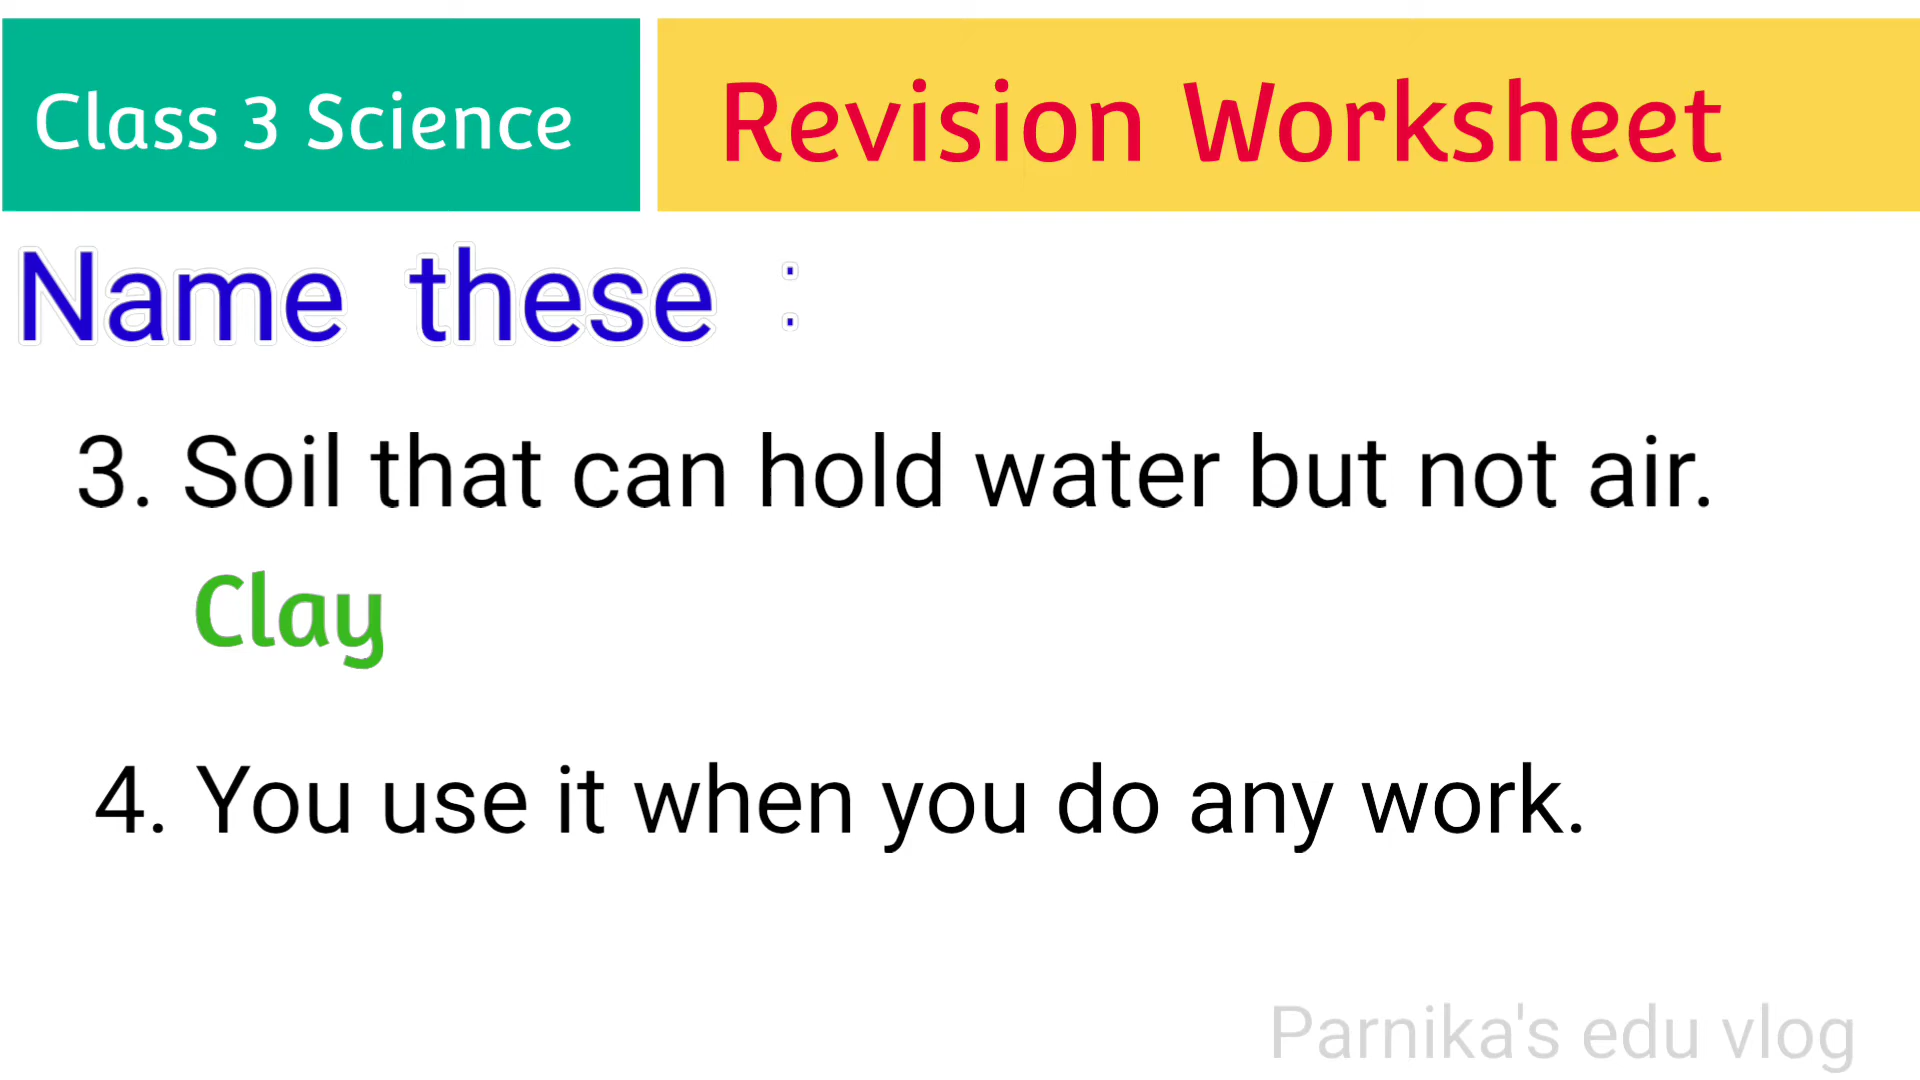 Class 3 Science
Revision Worksheet
Name these :
3. Soil that can hold water but not air.
Clay
4. You use it when you do any work.
Parnika's edu vlog